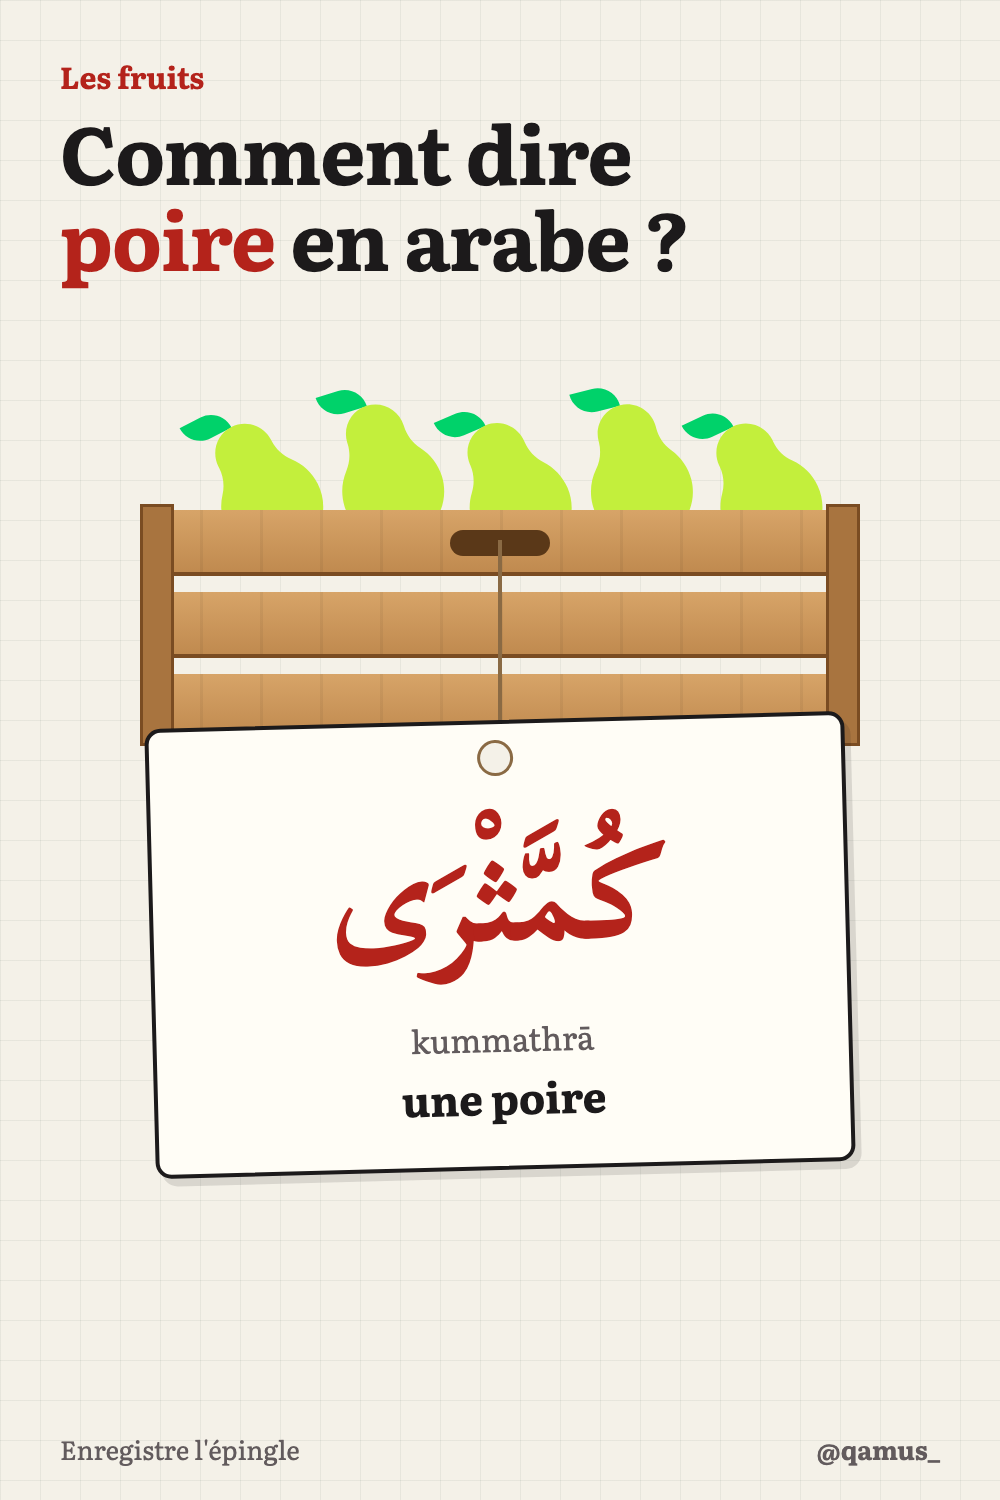 Les fruits
Comment dire
poire en arabe ?
كُمَّثْرَى
kummathrā
une poire
Enregistre l'épingle
@qamus_